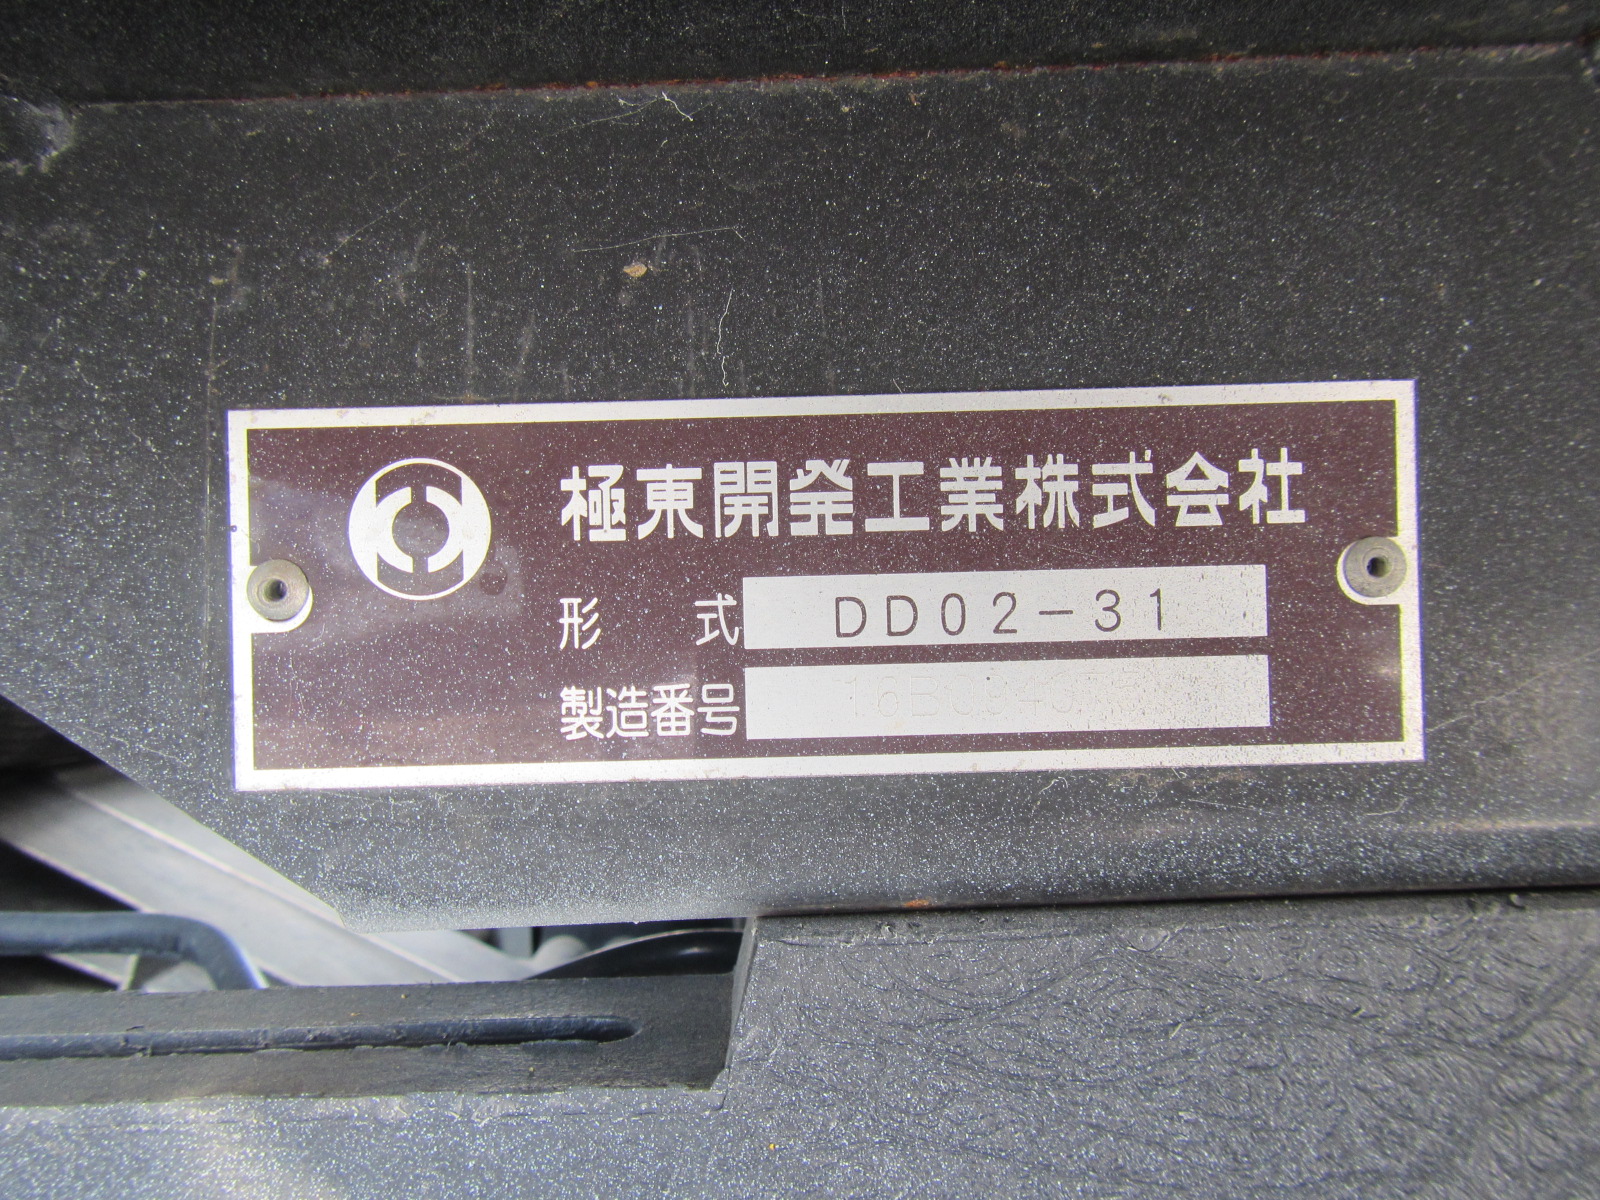 極東開発工業株式会社
形 式 DD02-31
製造番号